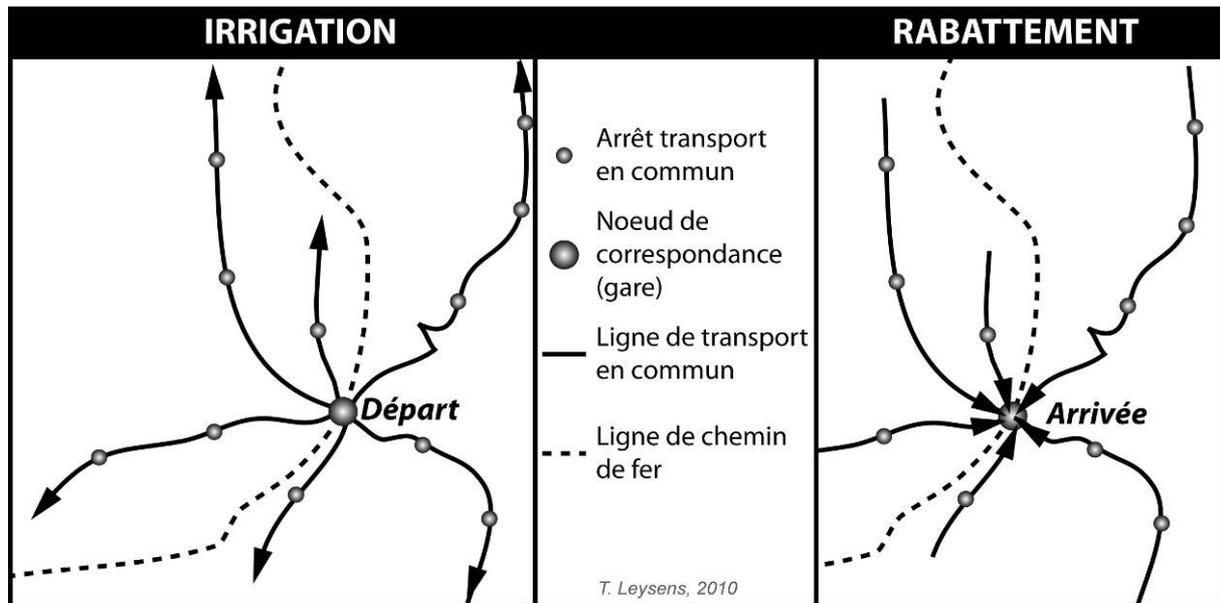 IRRIGATION
RABATTEMENT
Arrêt transport
en commun
Noeud de
correspondance
(gare)
Ligne de transport
en commun
Ligne de chemin
de fer
Départ
Arrivée
T. Leysens, 2010